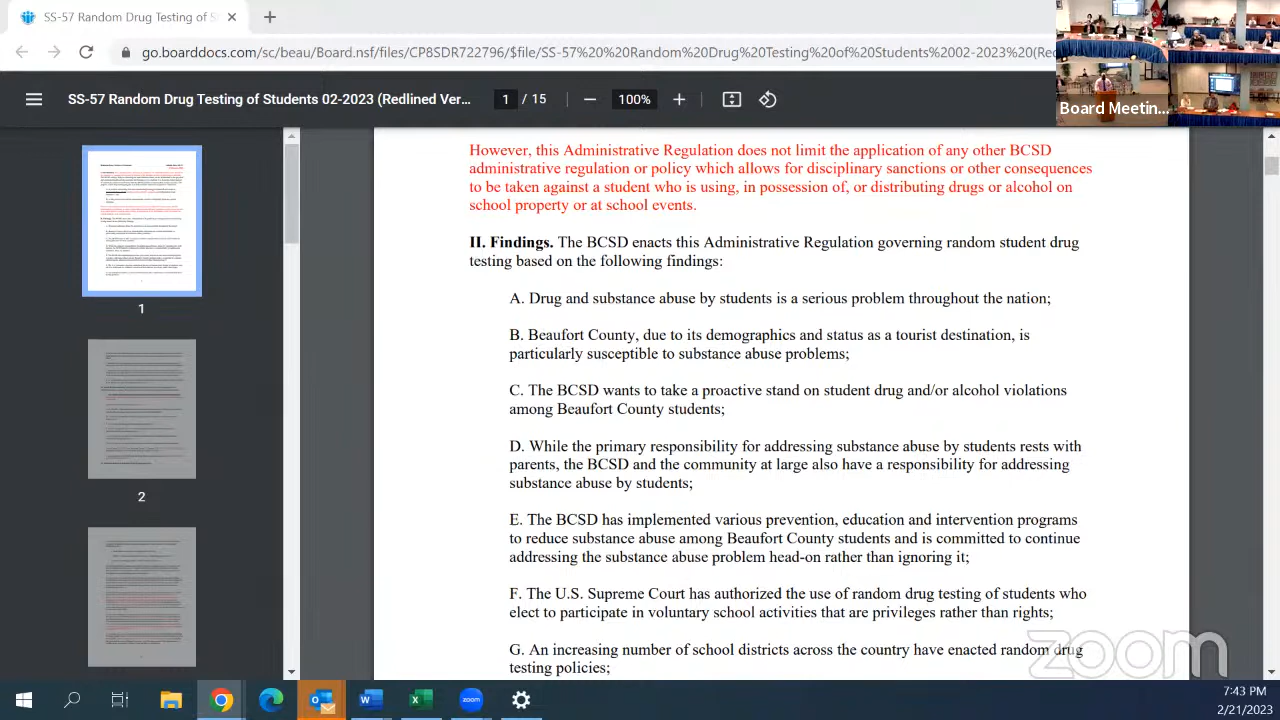 SS-57 Random Drug Testing of S
go.boarddocs.com/sc/beau/Board.nsf/files/
e/SS-57%20%20Random%20Drug%20Testing%20of%20Students%2002-2023%20(Red
SS-57 Random Drug Testing of Students 02-2023 (Redlined Ver...
1 / 15
100%
Board Meetin...
However, this Administrative Regulation does not limit the application of any other BCSD
administrative regulation or policy which allows for disciplinary sanctions or other consequences
to be taken against a student who is using, in possession of, or distributing drugs or alcohol on
school property or at school events.
II. Findings: The BCSD enacts this Administrative Regulation governing random student drug
testing based on the following findings:
A. Drug and substance abuse by students is a serious problem throughout the nation;
B. Beaufort County, due to its demographics and status as a tourist destination, is
particularly susceptible to substance abuse problems;
C. The BCSD wants to take a proactive stand on student drug and/or alcohol violations
among Beaufort County students;
D. While the primary responsibility for addressing substance abuse by students rests with
parents, the BCSD and the community at large also have a responsibility for addressing
substance abuse by students;
E. The BCSD has implemented various prevention, education and intervention programs
to reduce substance abuse among Beaufort County students and is committed to continue
addressing the substance abuse problem head-on rather than ignoring it,
F. The U.S. Supreme Court has authorized the use of random drug testing of students who
elect to participate in voluntary school activities that are privileges rather than rights;
G. An increasing number of school districts across the country have enacted random drug
testing policies;
1
2
zoom
zoom
7:43 PM
2/21/2023